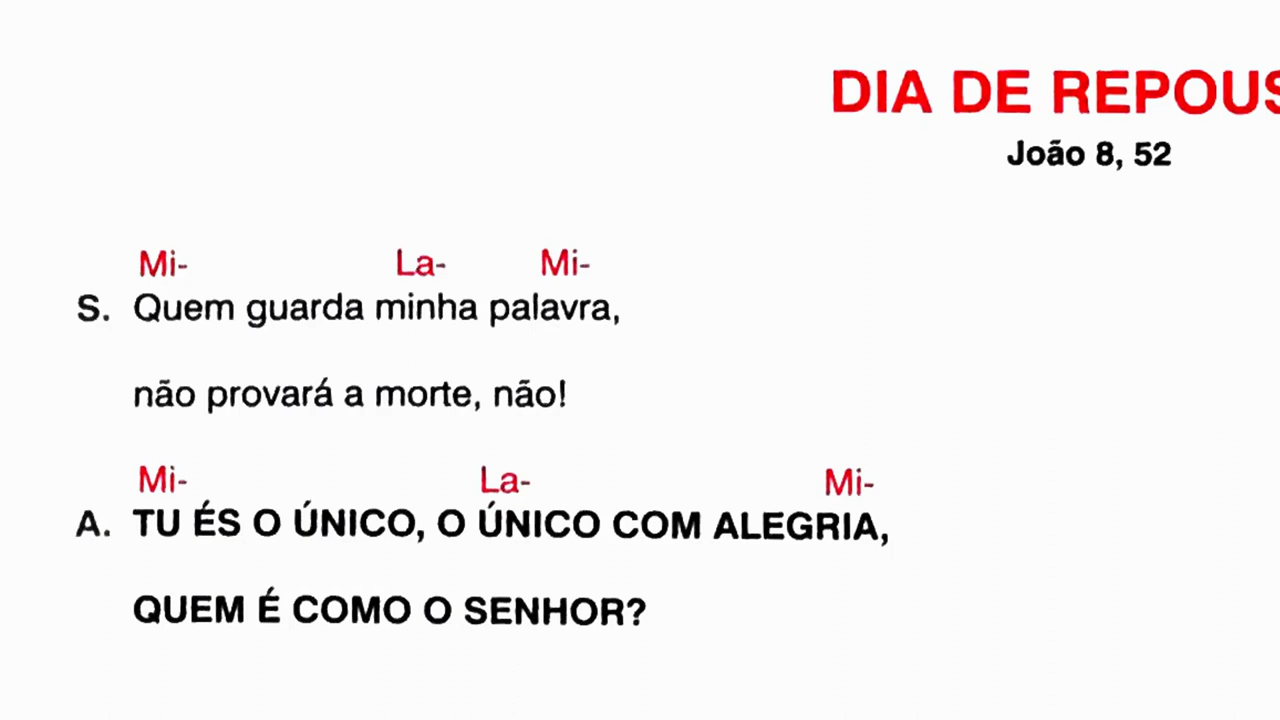 DIA DE REPOUS
João 8, 52
Mi- La- Mi-
S. Quem guarda minha palavra,
não provará a morte, não!
Mi- La- Mi-
A. TU ÉS O ÚNICO, O ÚNICO COM ALEGRIA,
QUEM É COMO O SENHOR?